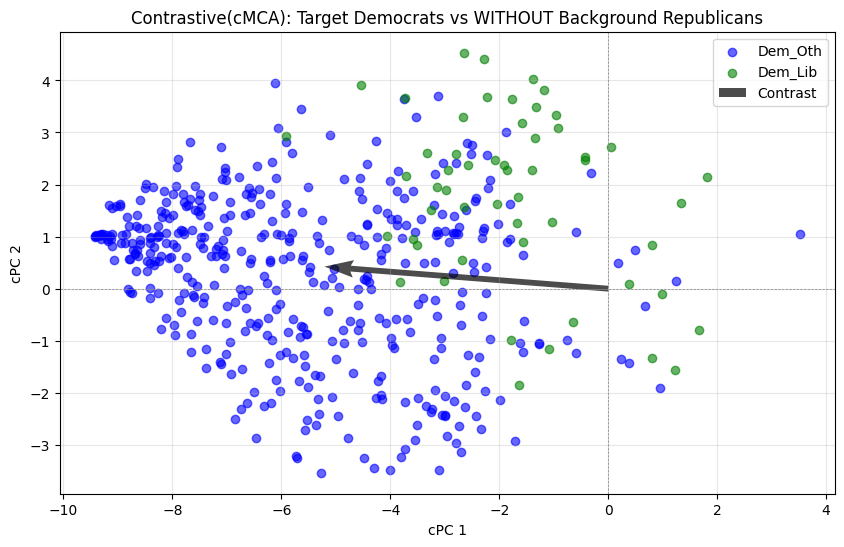 Contrastive(cMCA): Target Democrats vs WITHOUT Background Republicans
Dem_Oth
Dem_Lib
Contrast
4
3
2
1
0
−1
−2
−3
cPC 2
−10
−8
−6
−4
−2
0
2
4
cPC 1